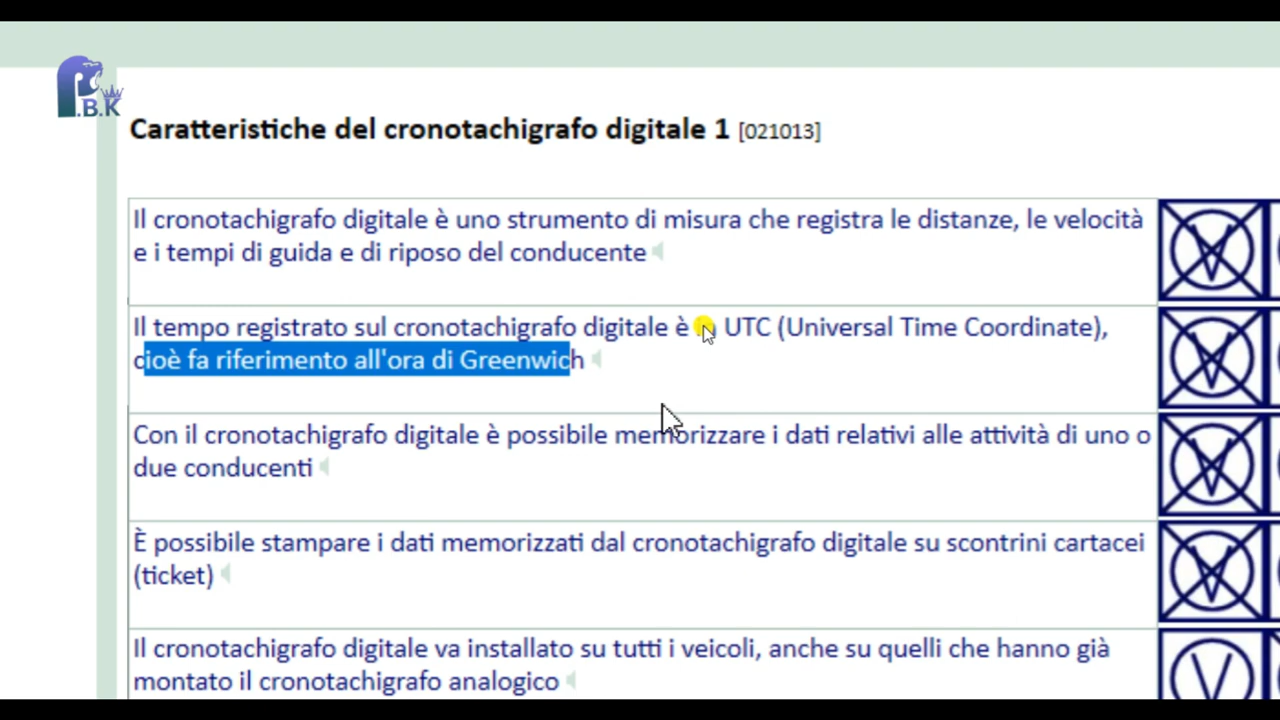 .B.K
Caratteristiche del cronotachigrafo digitale 1 [021013]
Il cronotachigrafo digitale è uno strumento di misura che registra le distanze, le velocità
e i tempi di guida e di riposo del conducente
V
Il tempo registrato sul cronotachigrafo digitale è UTC (Universal Time Coordinate),
cioè fa riferimento all'ora di Greenwich
V
Con il cronotachigrafo digitale è possibile memorizzare i dati relativi alle attività di uno o
due conducenti
V
È possibile stampare i dati memorizzati dal cronotachigrafo digitale su scontrini cartacei
(ticket)
V
Il cronotachigrafo digitale va installato su tutti i veicoli, anche su quelli che hanno già
montato il cronotachigrafo analogico
V